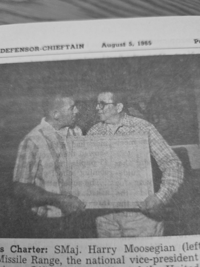 DEFENSOR-CHIEFTAIN August 5, 1965
s Charter: SMaj. Harry Moosegian (left
Missile Range, the national vice-president